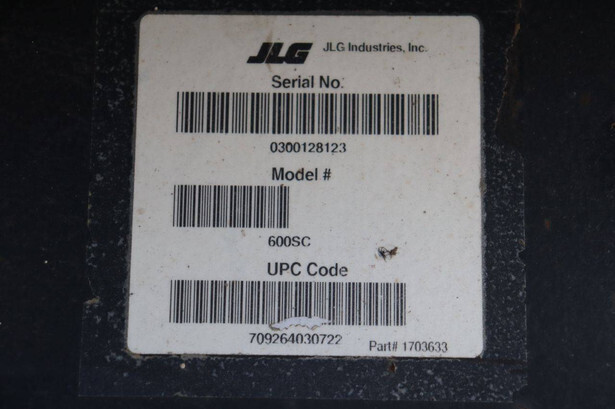 JLG JLG Industries, Inc.
Serial No.
0300128123
Model #
600SC
UPC Code
709264030722
Part# 1703633